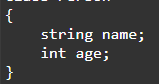 {
string name;
int age;
}